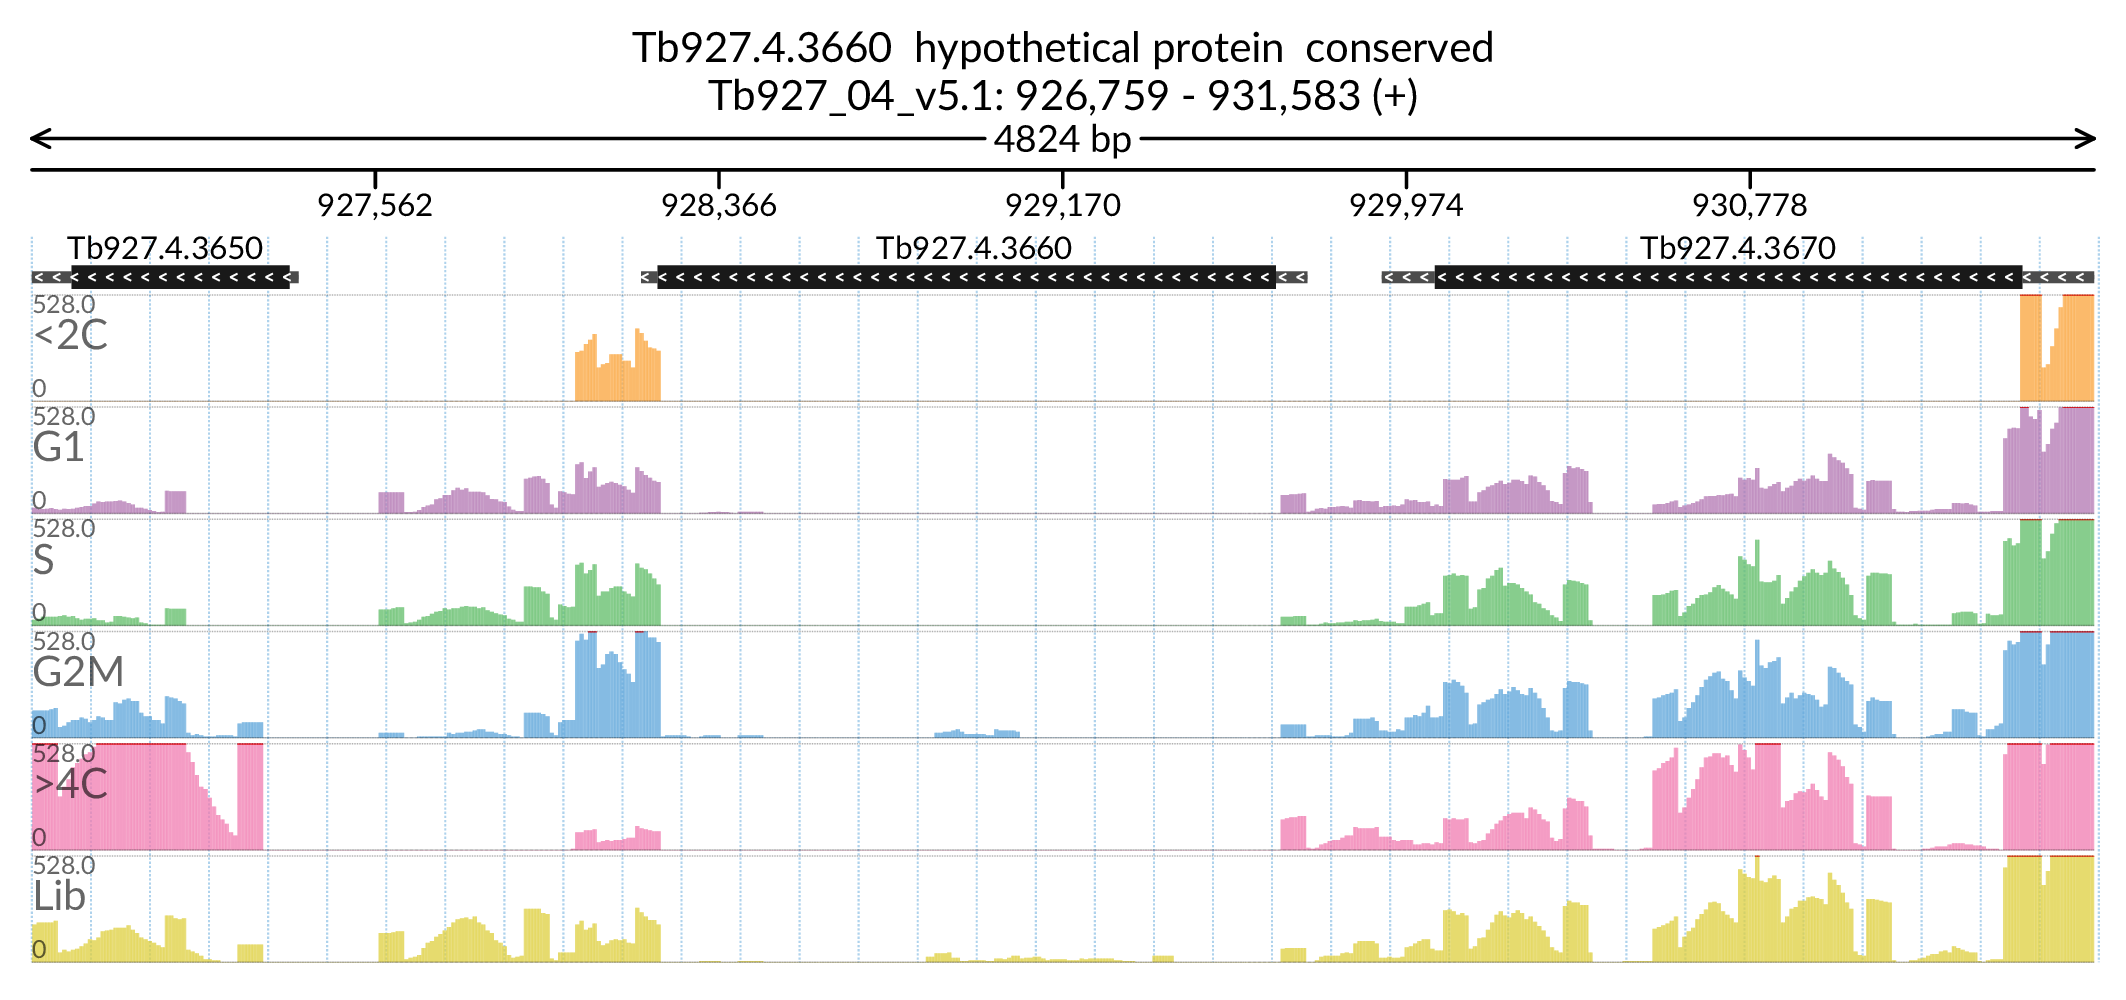 Tb927.4.3660 hypothetical protein conserved
Tb927_04_v5.1: 926,759 - 931,583 (+)
4824 bp
927,562 928,366 929,170 929,974 930,778
Tb927.4.3650 Tb927.4.3660 Tb927.4.3670
528.0
<2C
0
528.0
G1
0
528.0
S
0
528.0
G2M
0
528.0
>4C
0
528.0
Lib
0